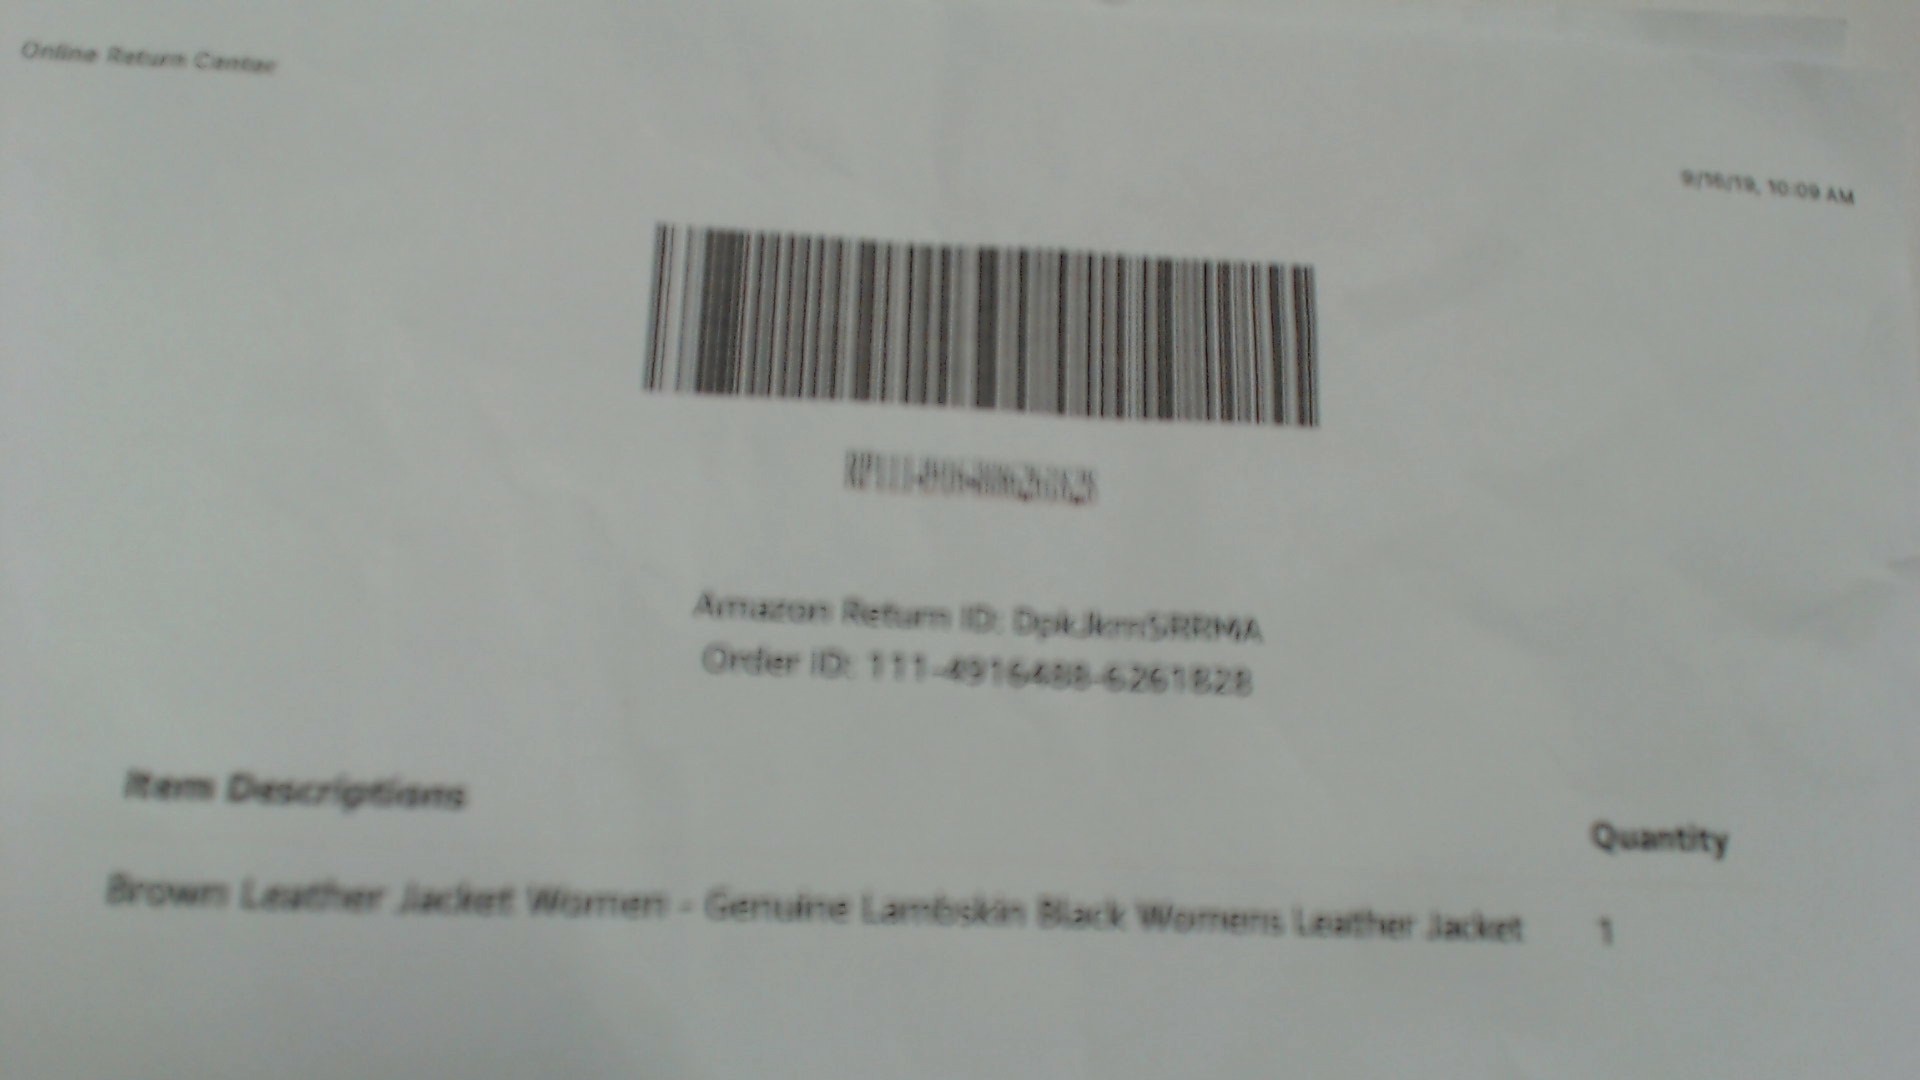 Online Return Center
9/16/19, 10:09 AM
Amazon Return ID: DpkJkmSRRMA
Order ID: 111-4916488-6261828
Item Descriptions
Quantity
Brown Leather Jacket Women - Genuine Lambskin Black Womens Leather Jacket 1